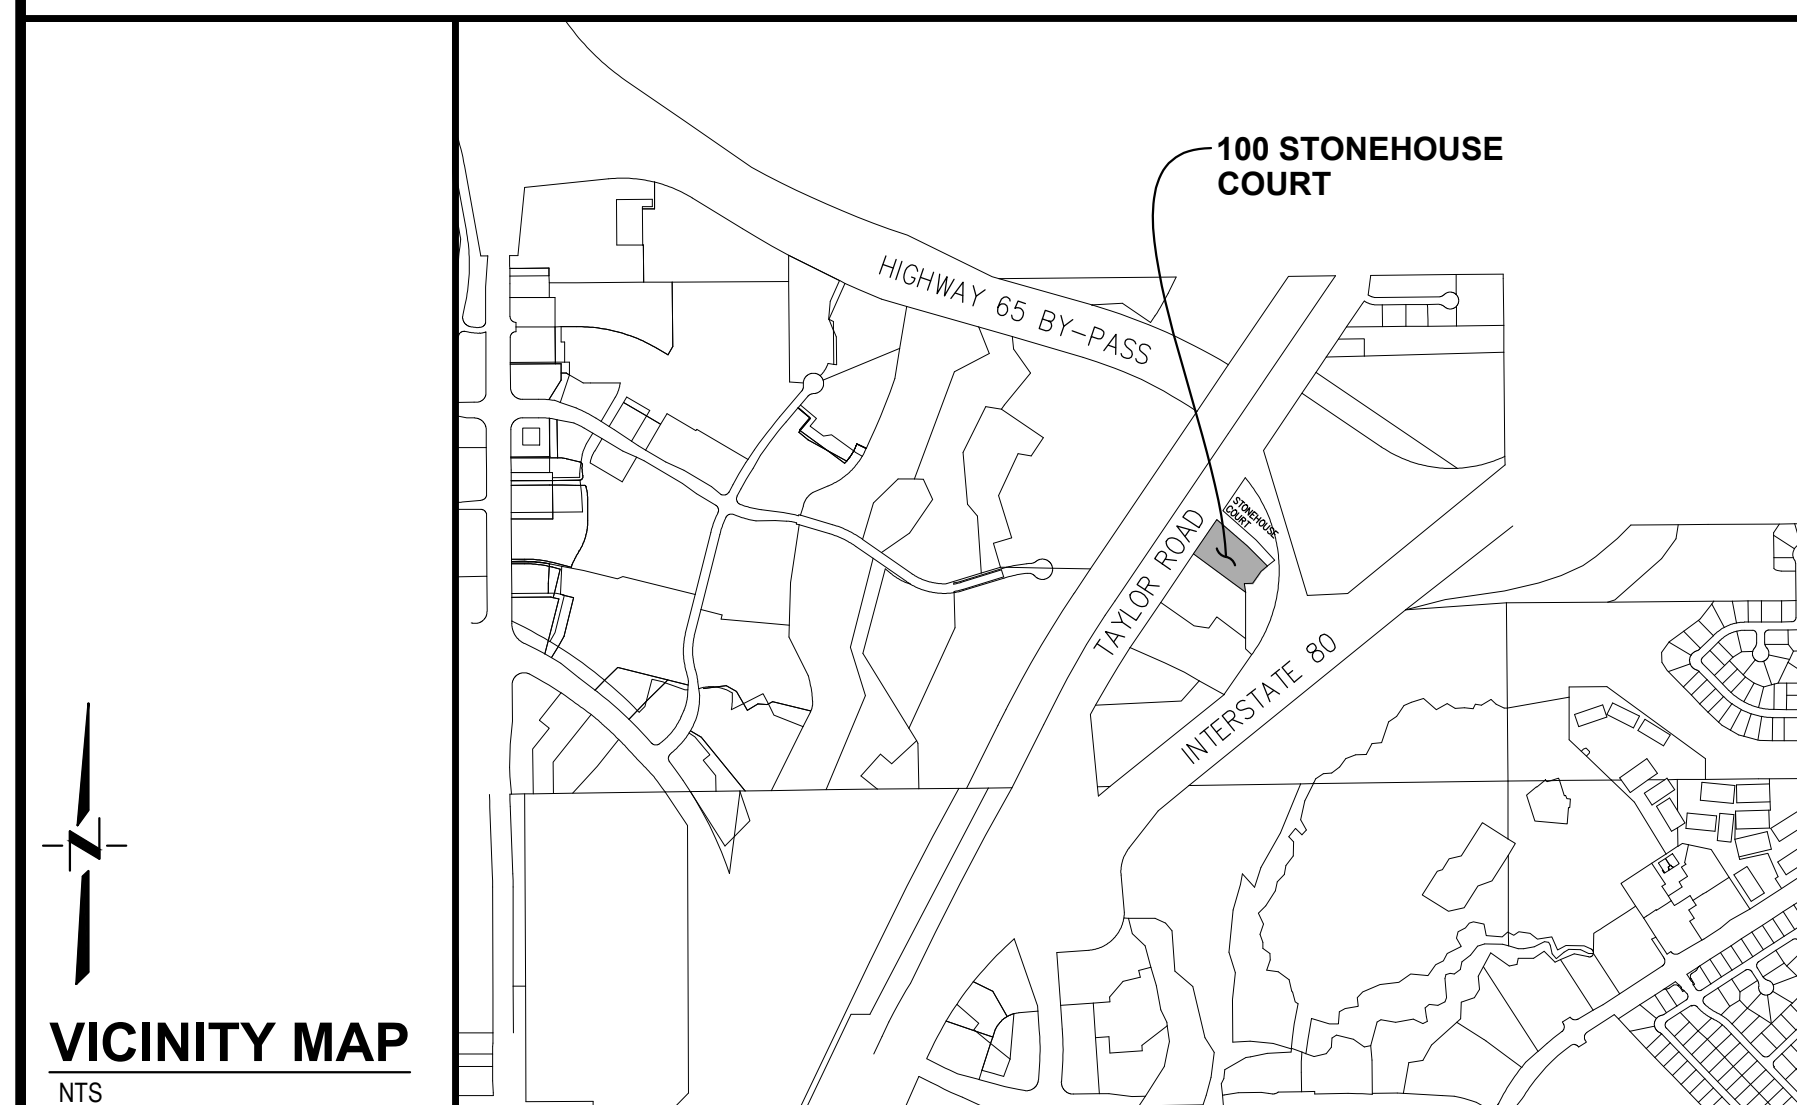 100 STONEHOUSE
COURT
HIGHWAY 65 BY-PASS
STONEHOUSE
COURT
TAYLOR ROAD
INTERSTATE 80
N
VICINITY MAP
NTS